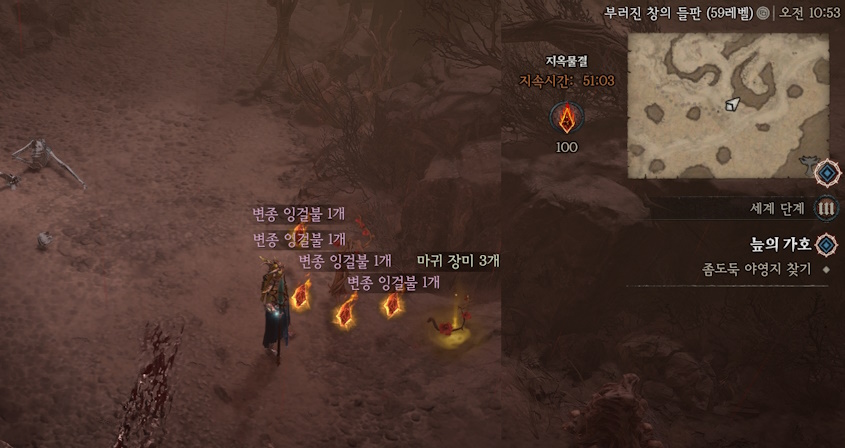 부러진 창의 들판 (59레벨) 오전 10:53
지옥물결
지속시간: 51:03
100
세계 단계
늪의 가호
좀도둑 야영지 찾기
변종 잉걸불 1개
변종 잉걸불 1개
변종 잉걸불 1개
마귀 장미 3개
변종 잉걸불 1개